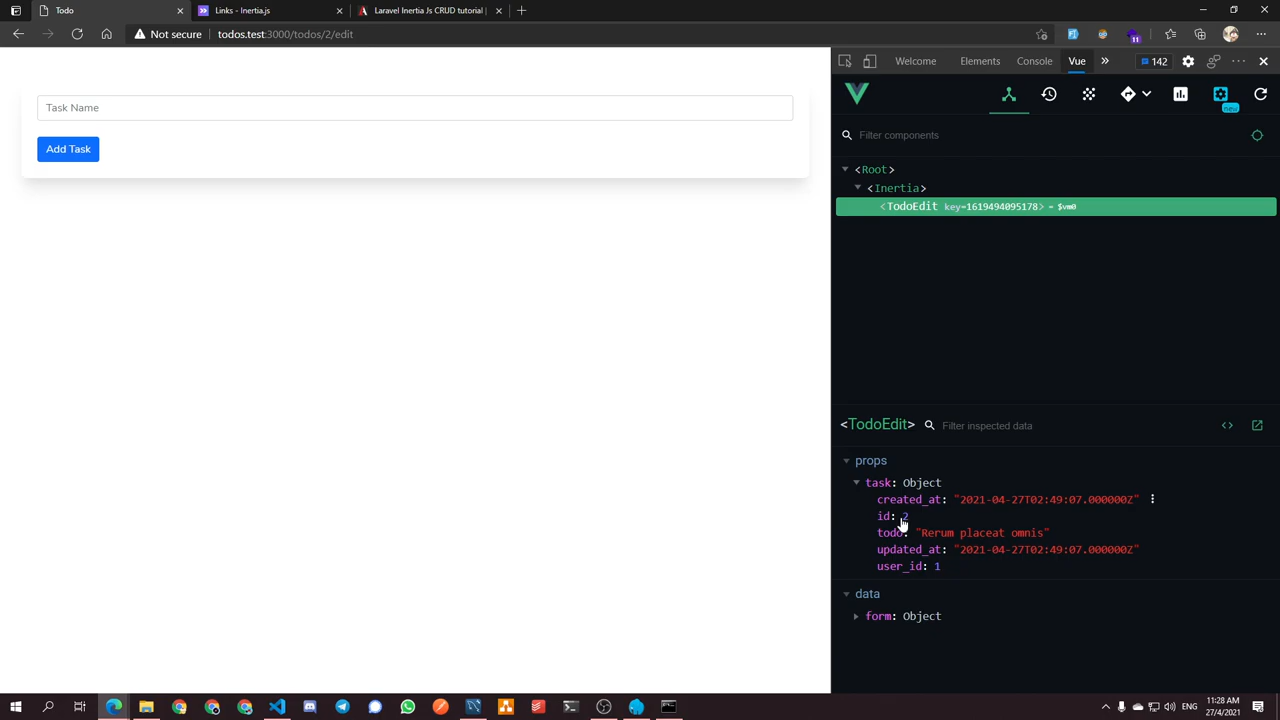 Todo
Links - Inertia.js
Laravel Inertia Js CRUD tutorial
Not secure
todos.test:3000/todos/2/edit
11
Task Name
Add Task
Welcome
Elements
Console
Vue
142
new
Filter components
<Root>
<Inertia>
<TodoEdit key=1619494095178> = $vm0
<TodoEdit>
Filter inspected data
props
task: Object
created_at: "2021-04-27T02:49:07.000000Z"
id: 2
todo: "Rerum placeat omnis"
updated_at: "2021-04-27T02:49:07.000000Z"
user_id: 1
data
form: Object
ENG
11:28 AM
27/4/2021